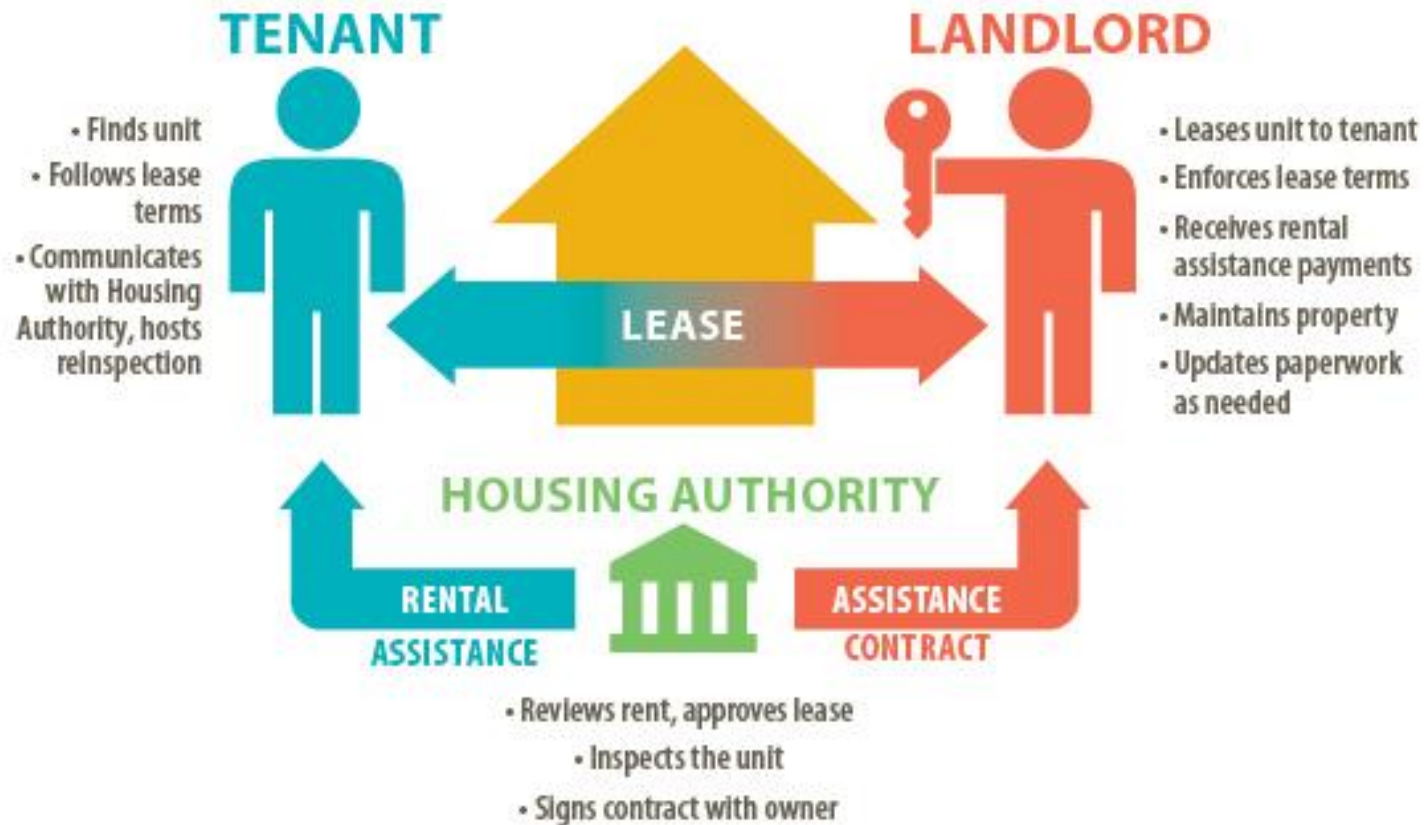 TENANT
• Finds unit
• Follows lease
terms
• Communicates
with Housing
Authority, hosts
reinspection
LANDLORD
• Leases unit to tenant
• Enforces lease terms
• Receives rental
assistance payments
• Maintains property
• Updates paperwork
as needed
LEASE
HOUSING AUTHORITY
RENTAL
ASSISTANCE
ASSISTANCE
CONTRACT
• Reviews rent, approves lease
• Inspects the unit
• Signs contract with owner